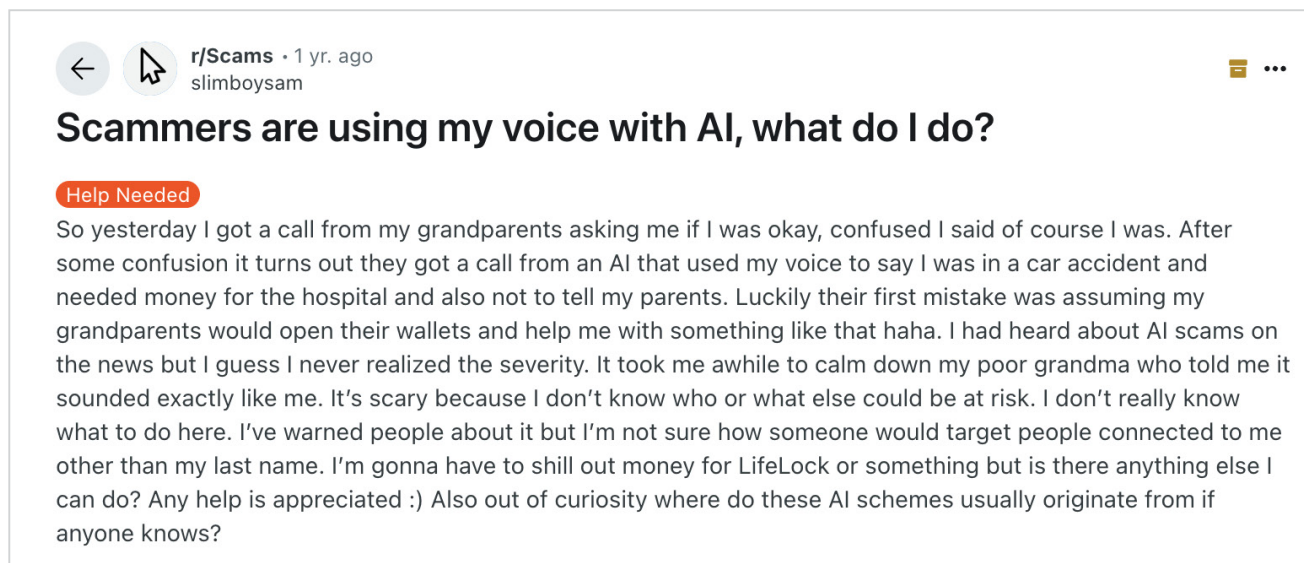 r/Scams • 1 yr. ago
slimboysam
Scammers are using my voice with AI, what do I do?
Help Needed
So yesterday I got a call from my grandparents asking me if I was okay, confused I said of course I was. After
some confusion it turns out they got a call from an AI that used my voice to say I was in a car accident and
needed money for the hospital and also not to tell my parents. Luckily their first mistake was assuming my
grandparents would open their wallets and help me with something like that haha. I had heard about AI scams on
the news but I guess I never realized the severity. It took me awhile to calm down my poor grandma who told me it
sounded exactly like me. It’s scary because I don’t know who or what else could be at risk. I don’t really know
what to do here. I’ve warned people about it but I’m not sure how someone would target people connected to me
other than my last name. I’m gonna have to shill out money for LifeLock or something but is there anything else I
can do? Any help is appreciated :) Also out of curiosity where do these AI schemes usually originate from if
anyone knows?